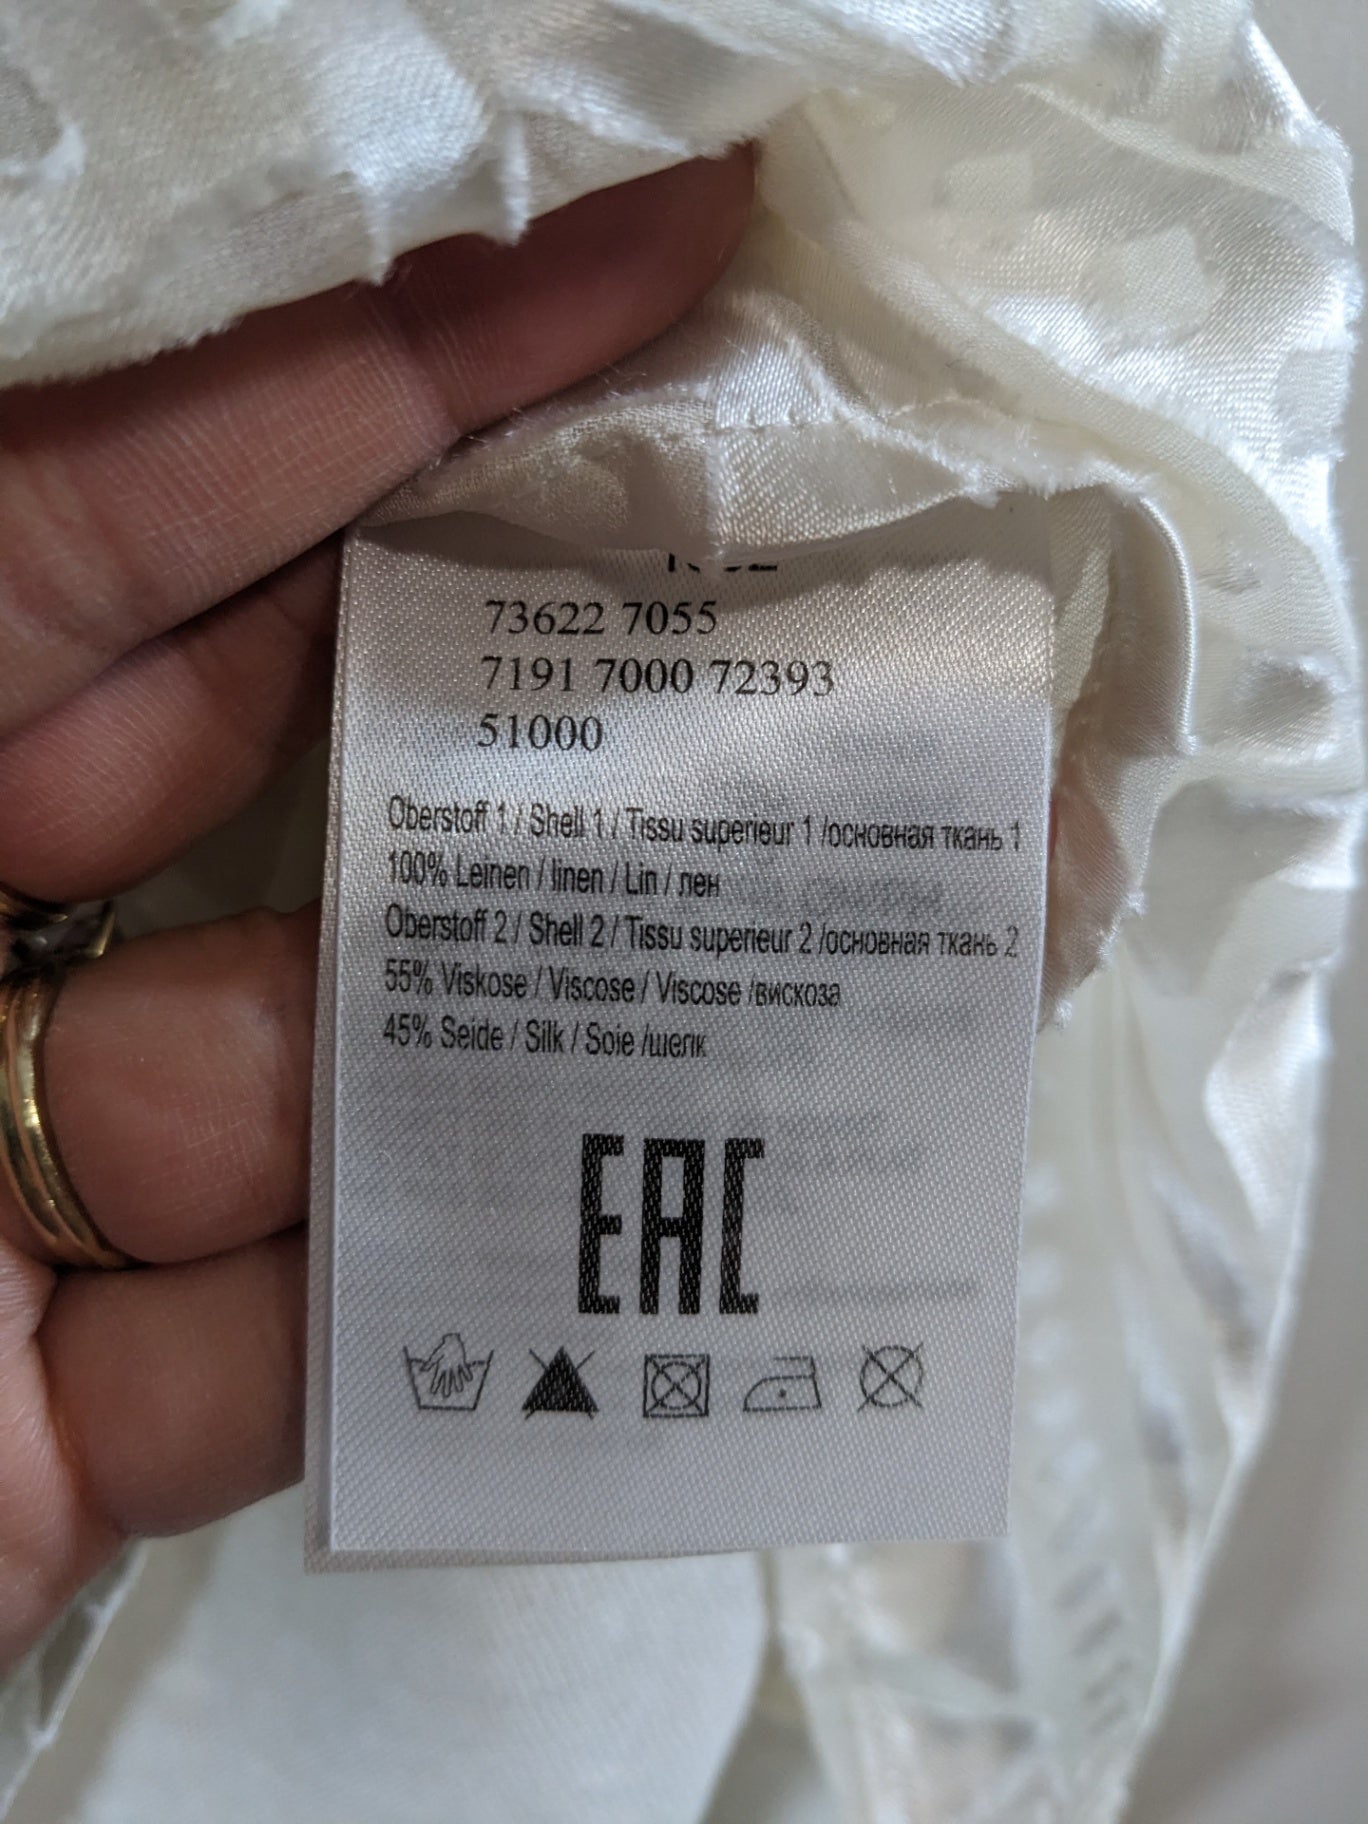 73622 7055
7191 7000 72393
51000
Oberstoff 1 / Shell 1 / Tissu superieur 1 /основная ткань 1
100% Leinen / linen / Lin / лен
Oberstoff 2 / Shell 2 / Tissu superieur 2 /основная ткань 2
55% Viskose / Viscose / Viscose /вискоза
45% Seide / Silk / Soie /шелк
EAC